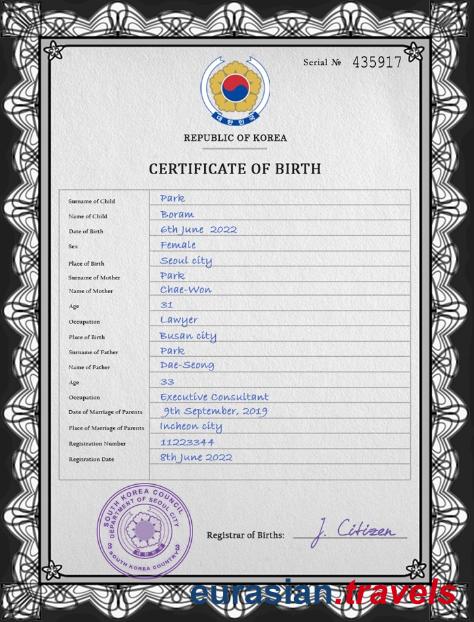 Serial № 435917
대한민국
REPUBLIC OF KOREA
CERTIFICATE OF BIRTH
Surname of Child Park
Name of Child Boram
Date of Birth 6th June 2022
Sex Female
Place of Birth Seoul city
Surname of Mother Park
Name of Mother Chae-Won
Age 31
Occupation Lawyer
Place of Birth Busan city
Surname of Father Park
Name of Father Dae-Seong
Age 33
Occupation Executive Consultant
Date of Marriage of Parents 9th September, 2019
Place of Marriage of Parents Incheon city
Registration Number 11223344
Registration Date 8th June 2022
SOUTH KOREA COUNCIL
DEPARTMENT OF SEOUL CITY
SOUTH KOREA COUNTRY
Registrar of Births: J. Citizen
eurasian.travels